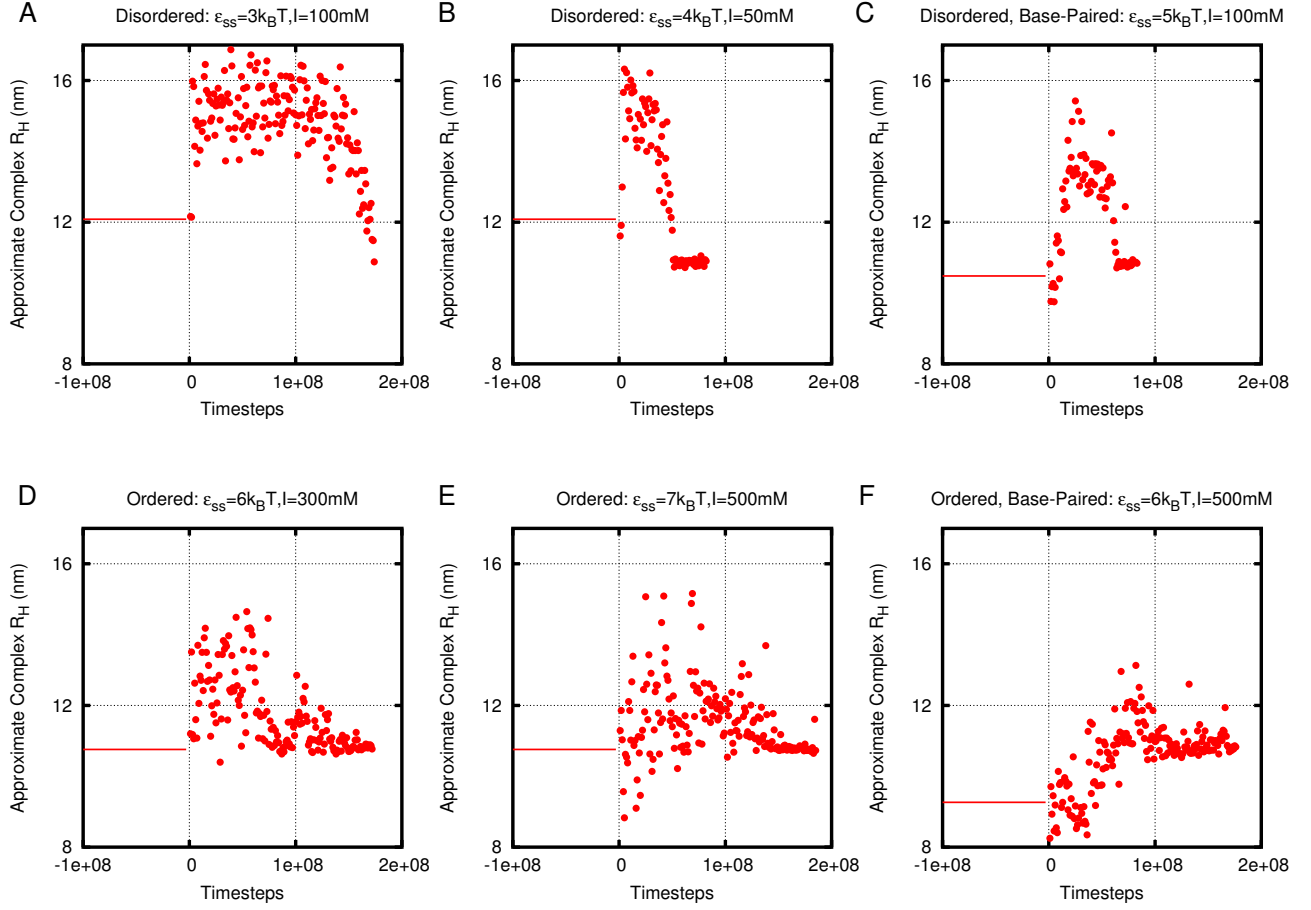 A
Disordered: εss=3kBT,I=100mM
Approximate Complex RH (nm)
16
12
8
-1e+08 0 1e+08 2e+08
Timesteps
B
Disordered: εss=4kBT,I=50mM
Approximate Complex RH (nm)
16
12
8
-1e+08 0 1e+08 2e+08
Timesteps
C
Disordered, Base-Paired: εss=5kBT,I=100mM
Approximate Complex RH (nm)
16
12
8
-1e+08 0 1e+08 2e+08
Timesteps
D
Ordered: εss=6kBT,I=300mM
Approximate Complex RH (nm)
16
12
8
-1e+08 0 1e+08 2e+08
Timesteps
E
Ordered: εss=7kBT,I=500mM
Approximate Complex RH (nm)
16
12
8
-1e+08 0 1e+08 2e+08
Timesteps
F
Ordered, Base-Paired: εss=6kBT,I=500mM
Approximate Complex RH (nm)
16
12
8
-1e+08 0 1e+08 2e+08
Timesteps